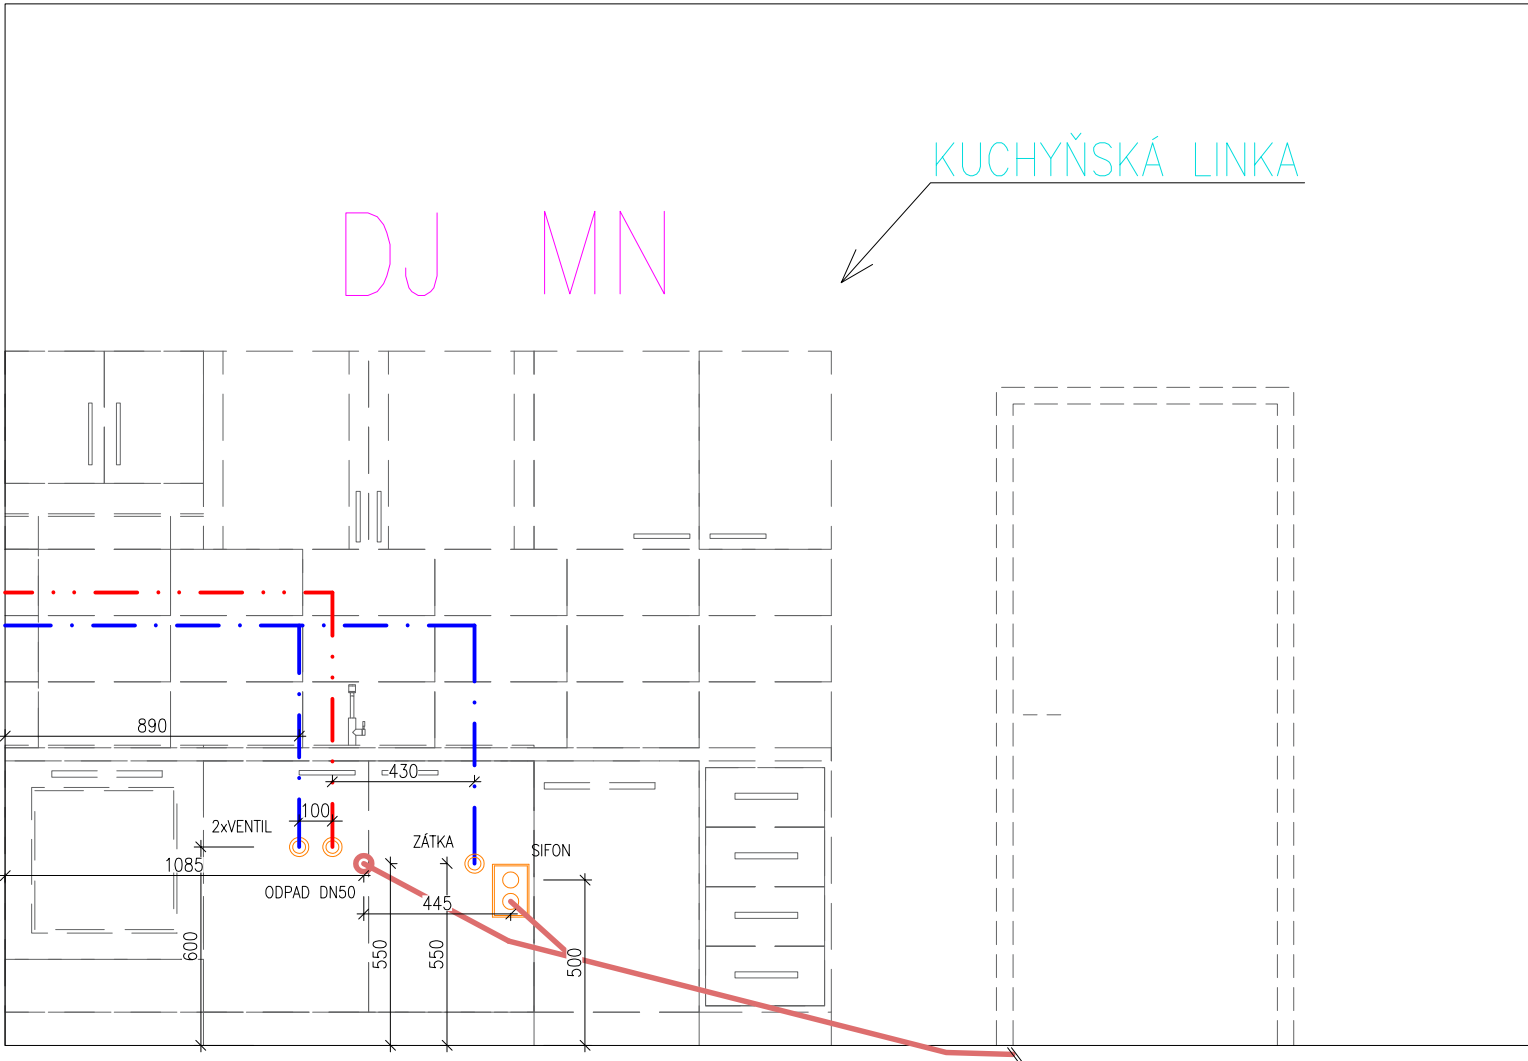 KUCHYŇSKÁ LINKA
DJ MN
890
430
100
2xVENTIL
ZÁTKA
SIFON
1085
ODPAD DN50
445
600
550
550
500